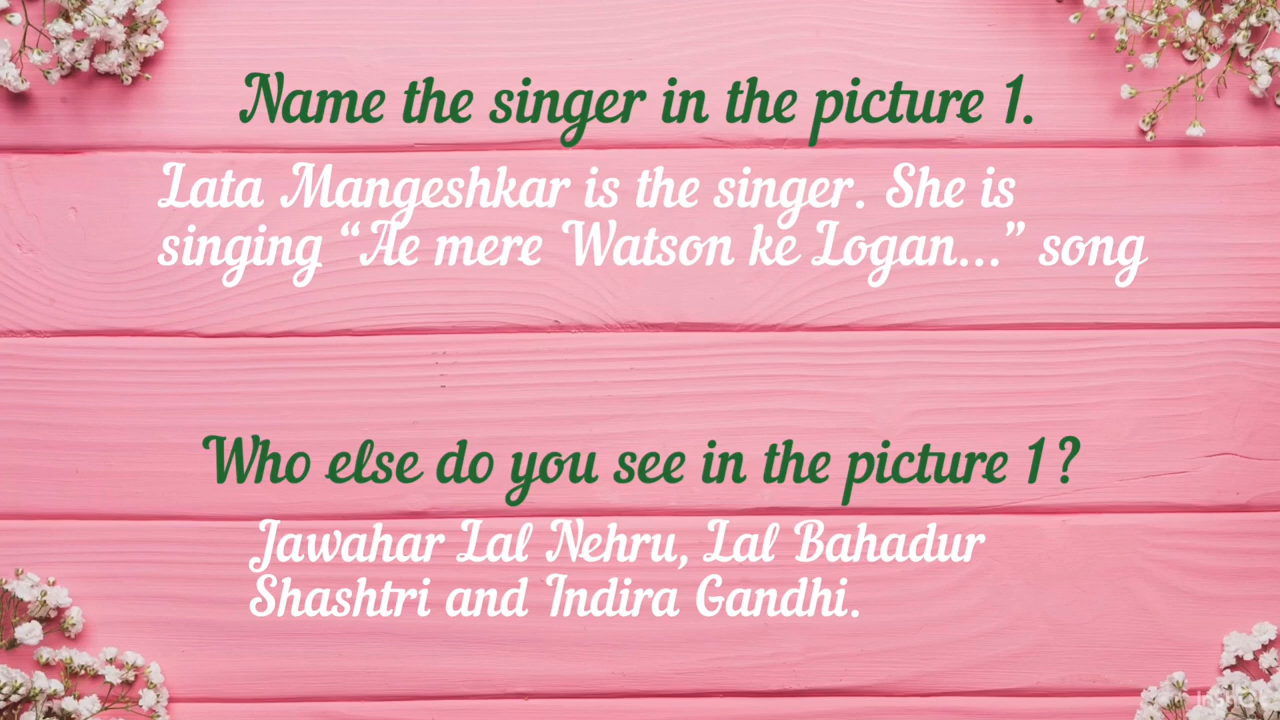 Name the singer in the picture 1.
Lata Mangeshkar is the singer. She is
singing “Ae mere Watson ke Logan...” song
Who else do you see in the picture 1?
Jawahar Lal Nehru, Lal Bahadur
Shashtri and Indira Gandhi.
InShot